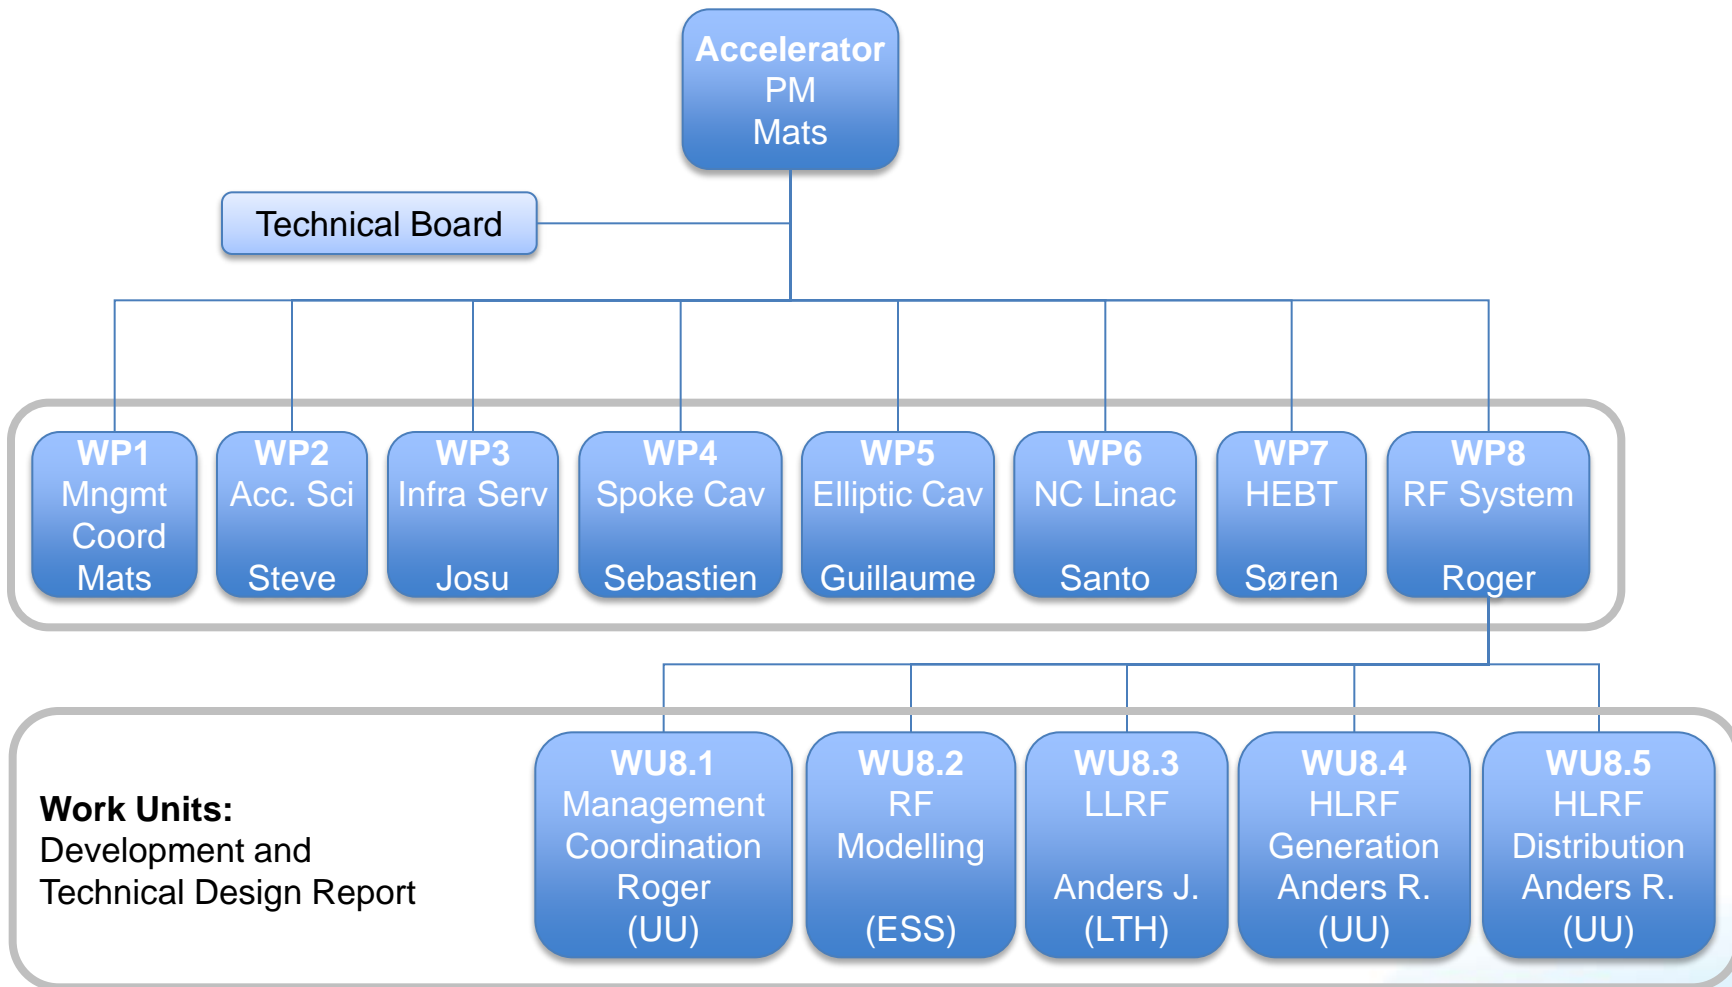 Accelerator
PM
Mats
Technical Board
WP1
Mngmt
Coord
Mats
WP2
Acc. Sci
Steve
WP3
Infra Serv
Josu
WP4
Spoke Cav
Sebastien
WP5
Elliptic Cav
Guillaume
WP6
NC Linac
Santo
WP7
HEBT
Søren
WP8
RF System
Roger
Work Units:
Development and
Technical Design Report
WU8.1
Management
Coordination
Roger
(UU)
WU8.2
RF
Modelling
(ESS)
WU8.3
LLRF
Anders J.
(LTH)
WU8.4
HLRF
Generation
Anders R.
(UU)
WU8.5
HLRF
Distribution
Anders R.
(UU)